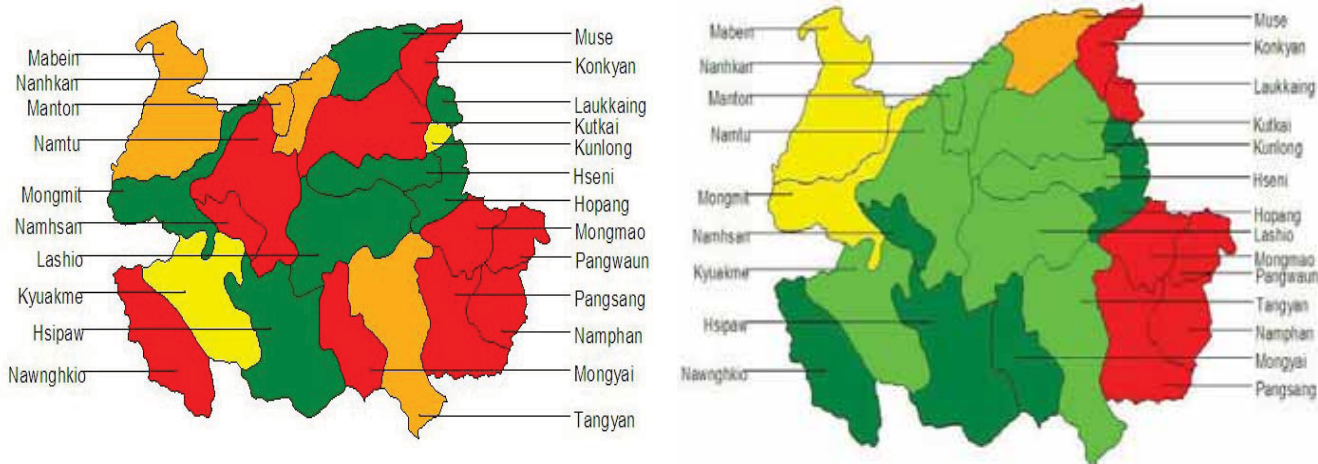 Mabein
Nanhkan
Manton
Namtu
Mongmit
Namhsan
Lashio
Kyuakme
Hsipaw
Nawnghkio
Muse
Konkyan
Laukkaing
Kutkai
Kunlong
Hseni
Hopang
Mongmao
Pangwaun
Pangsang
Namphan
Mongyai
Tangyan
Mabein
Nanhkan
Manton
Namtu
Mongmit
Namhsan
Kyuakme
Hsipaw
Nawnghkio
Muse
Konkyan
Laukkaing
Kutkai
Kunlong
Hseni
Hopang
Lashio
Mongmao
Pangwaun
Tangyan
Namphan
Mongyai
Pangsang